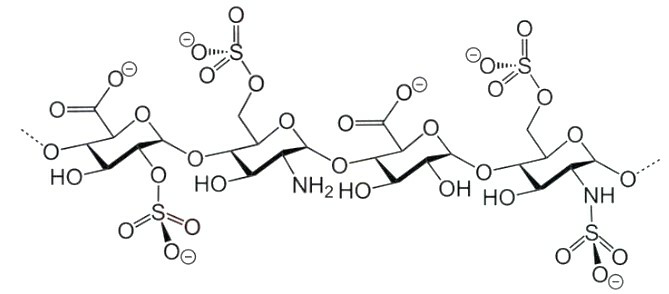 O O
⊖O S ⊖O S
O O O O
O⊖ O⊖
O O O O O O
O O O O O
HO O HO NH2 HO OH HO NH
O S O O S O
O⊖ O⊖